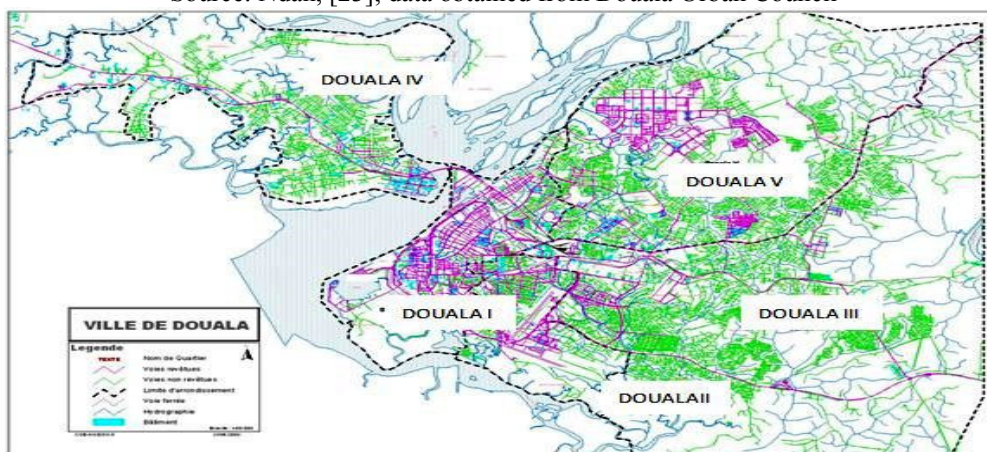 Source: Ndah, [25], data obtained from Douala Urban Council
DOUALA IV
DOUALA V
DOUALA I
DOUALA III
DOUALAII
VILLE DE DOUALA
Legende
TEXTE Nom de Quartier
Voies revêtues
Voies non revêtues
Limite d'arrondissement
Voie ferrée
Hydrographie
Bâtiment